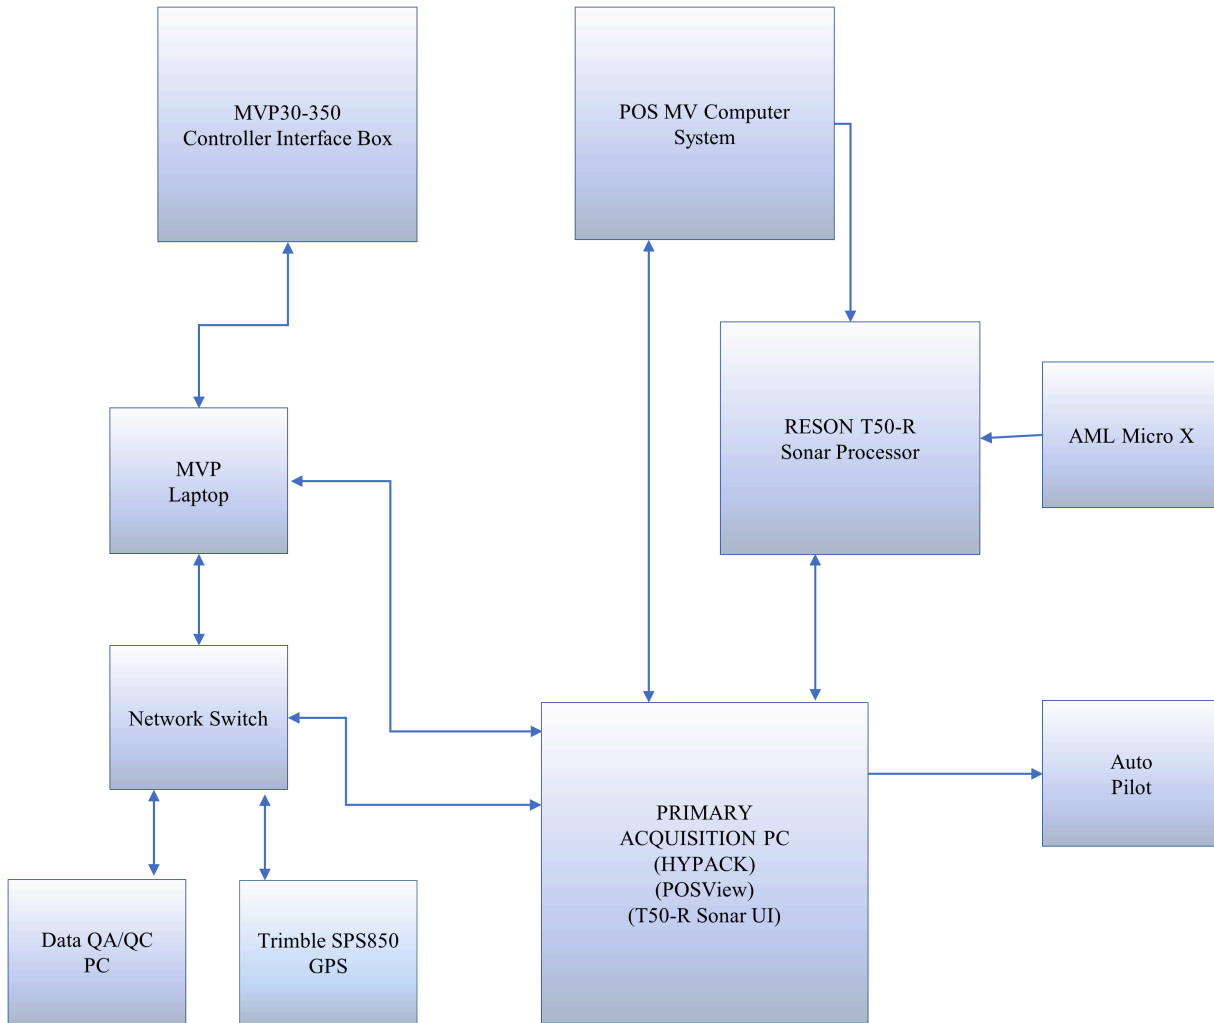 MVP30-350
Controller Interface Box
POS MV Computer
System
RESON T50-R
Sonar Processor
AML Micro X
MVP
Laptop
Network Switch
Auto
Pilot
PRIMARY
ACQUISITION PC
(HYPACK)
(POSView)
(T50-R Sonar UI)
Data QA/QC
PC
Trimble SPS850
GPS